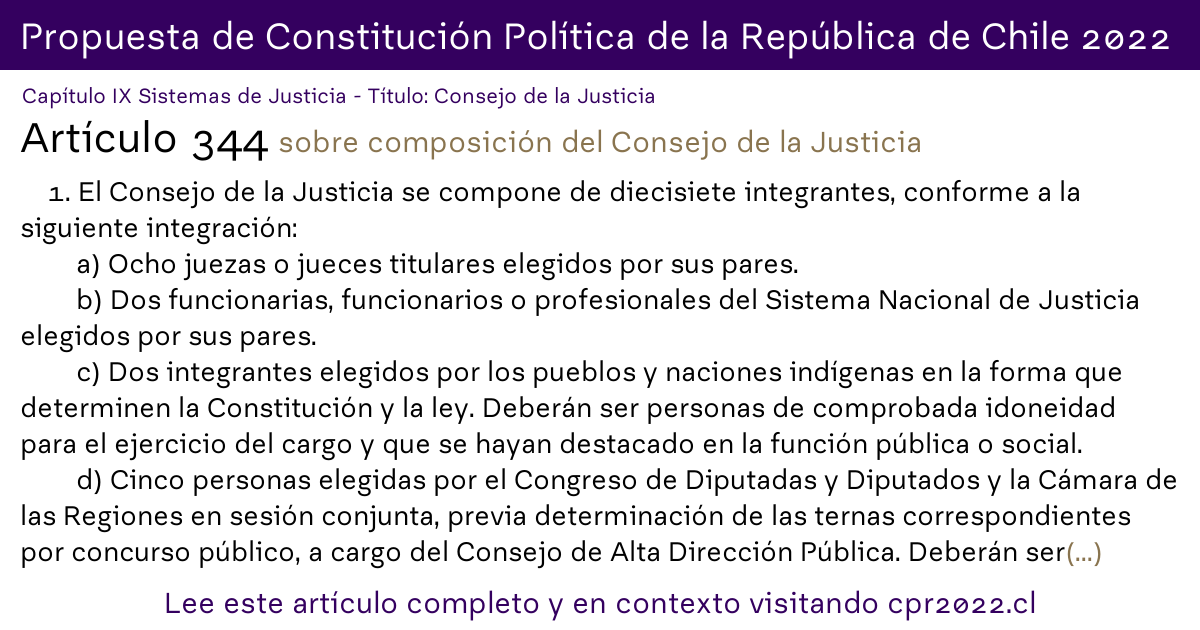 Propuesta de Constitución Política de la República de Chile 2022
Capítulo IX Sistemas de Justicia - Título: Consejo de la Justicia
Artículo 344 sobre composición del Consejo de la Justicia
1. El Consejo de la Justicia se compone de diecisiete integrantes, conforme a la
siguiente integración:
a) Ocho juezas o jueces titulares elegidos por sus pares.
b) Dos funcionarias, funcionarios o profesionales del Sistema Nacional de Justicia
elegidos por sus pares.
c) Dos integrantes elegidos por los pueblos y naciones indígenas en la forma que
determinen la Constitución y la ley. Deberán ser personas de comprobada idoneidad
para el ejercicio del cargo y que se hayan destacado en la función pública o social.
d) Cinco personas elegidas por el Congreso de Diputadas y Diputados y la Cámara de
las Regiones en sesión conjunta, previa determinación de las ternas correspondientes
por concurso público, a cargo del Consejo de Alta Dirección Pública. Deberán ser(...)
Lee este artículo completo y en contexto visitando cpr2022.cl